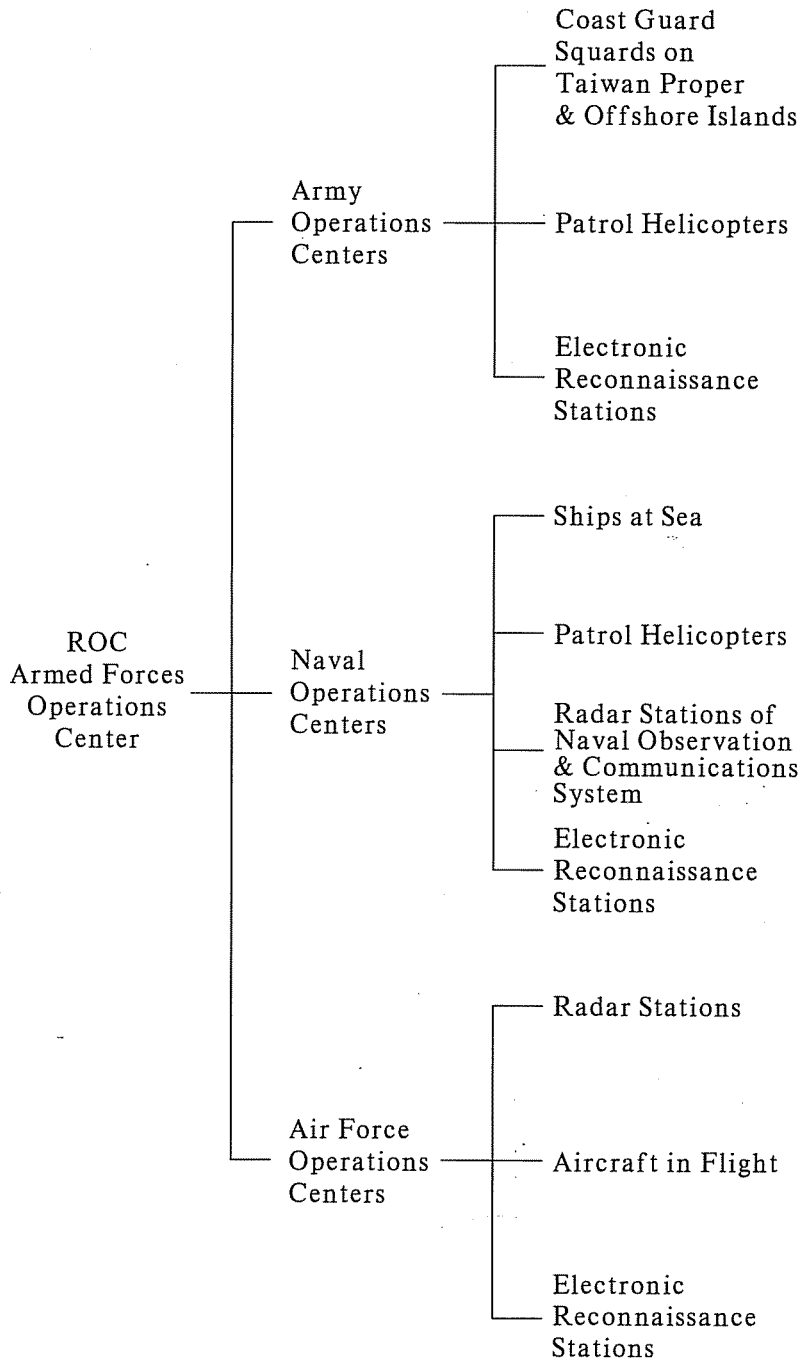 ROC
Armed Forces
Operations
Center
Army
Operations
Centers
Coast Guard
Squards on
Taiwan Proper
& Offshore Islands
Patrol Helicopters
Electronic
Reconnaissance
Stations
Naval
Operations
Centers
Ships at Sea
Patrol Helicopters
Radar Stations of
Naval Observation
& Communications
System
Electronic
Reconnaissance
Stations
Air Force
Operations
Centers
Radar Stations
Aircraft in Flight
Electronic
Reconnaissance
Stations